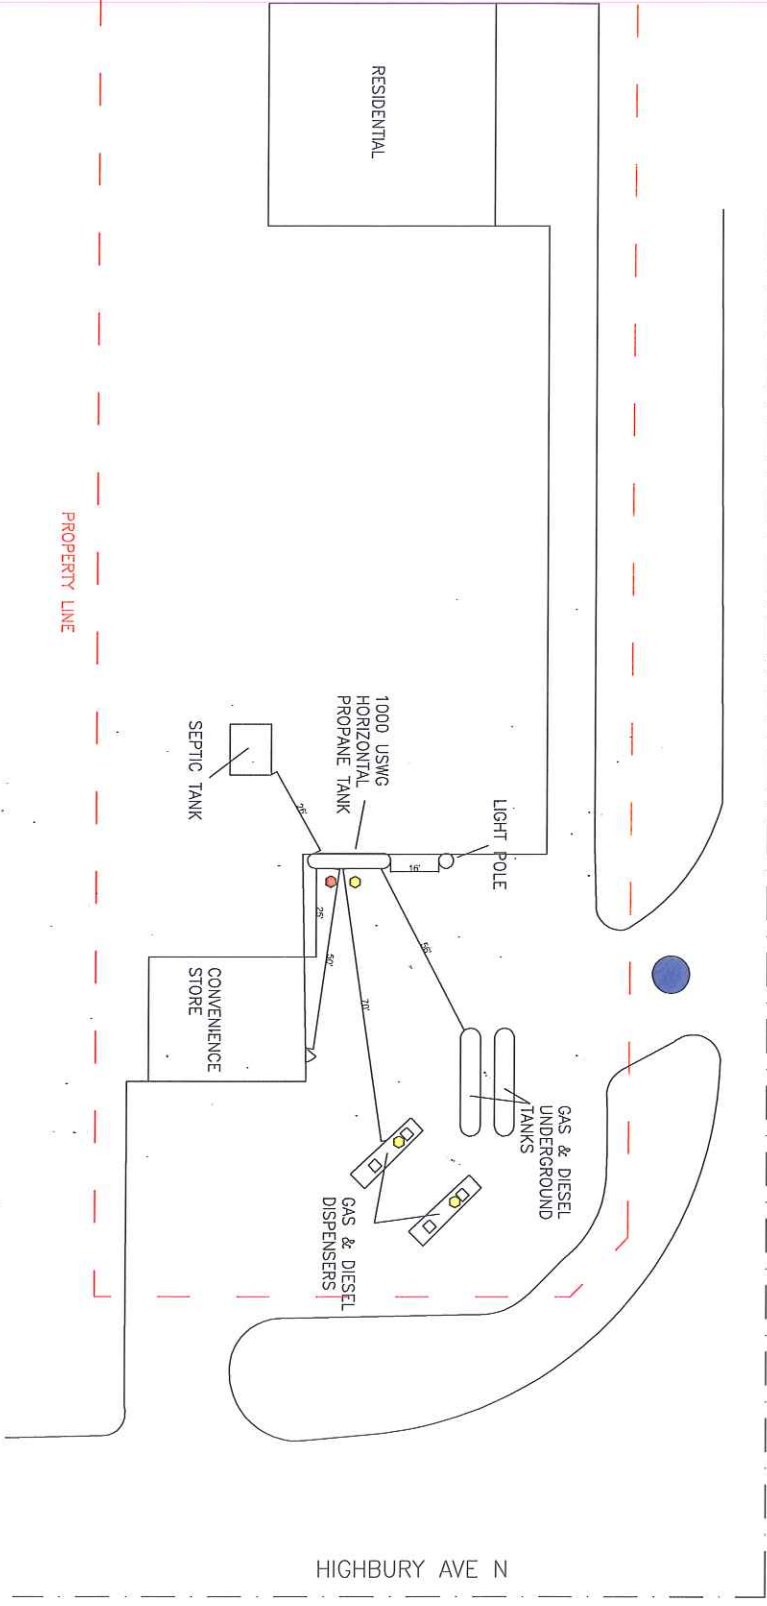 RESIDENTIAL
PROPERTY LINE
1000 USWG
HORIZONTAL
PROPANE TANK
SEPTIC TANK
LIGHT POLE
26'
16'
25'
50'
56'
70'
CONVENIENCE
STORE
GAS & DIESEL
UNDERGROUND
TANKS
GAS & DIESEL
DISPENSERS
HIGHBURY AVE N